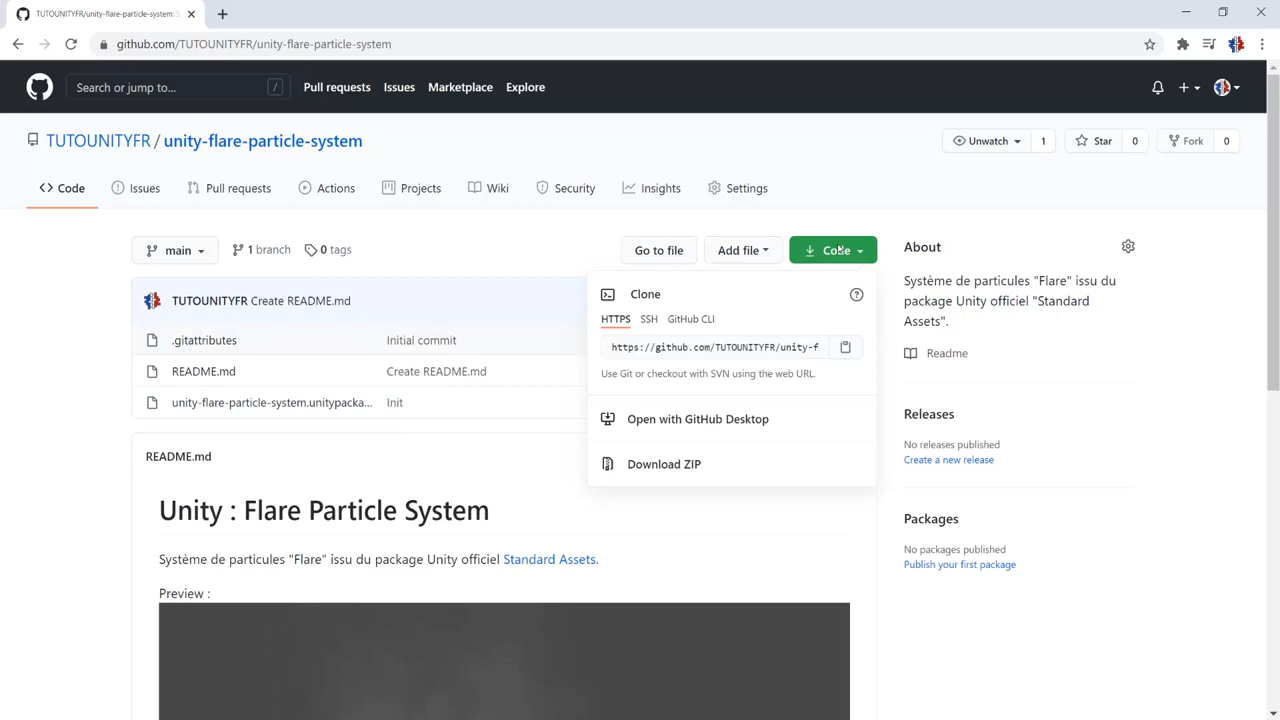 TUTOUNITYFR/unity-flare-particle-system: S
github.com/TUTOUNITYFR/unity-flare-particle-system
Search or jump to... /
Pull requests Issues Marketplace Explore
TUTOUNITYFR / unity-flare-particle-system
Unwatch 1 Star 0 Fork 0
Code Issues Pull requests Actions Projects Wiki Security Insights Settings
main 1 branch 0 tags Go to file Add file Code
TUTOUNITYFR Create README.md
.gitattributes Initial commit
README.md Create README.md
unity-flare-particle-system.unitypacka... Init
Clone
HTTPS SSH GitHub CLI
https://github.com/TUTOUNITYFR/unity-f
Use Git or checkout with SVN using the web URL.
Open with GitHub Desktop
Download ZIP
README.md
Unity : Flare Particle System
Système de particules "Flare" issu du package Unity officiel Standard Assets.
Preview :
About
Système de particules "Flare" issu du
package Unity officiel "Standard
Assets".
Readme
Releases
No releases published
Create a new release
Packages
No packages published
Publish your first package